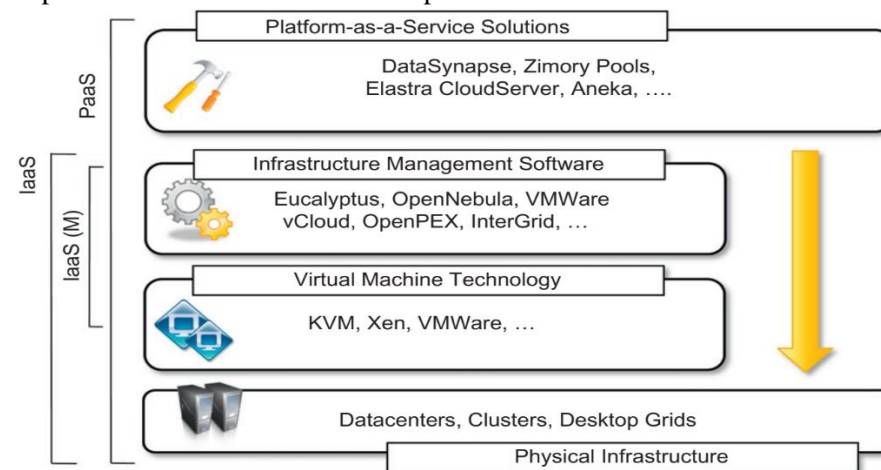 Platform-as-a-Service Solutions
DataSynapse, Zimory Pools,
Elastra CloudServer, Aneka, ….
PaaS
IaaS
IaaS (M)
Infrastructure Management Software
Eucalyptus, OpenNebula, VMWare
vCloud, OpenPEX, InterGrid, …
Virtual Machine Technology
KVM, Xen, VMWare, …
Datacenters, Clusters, Desktop Grids
Physical Infrastructure